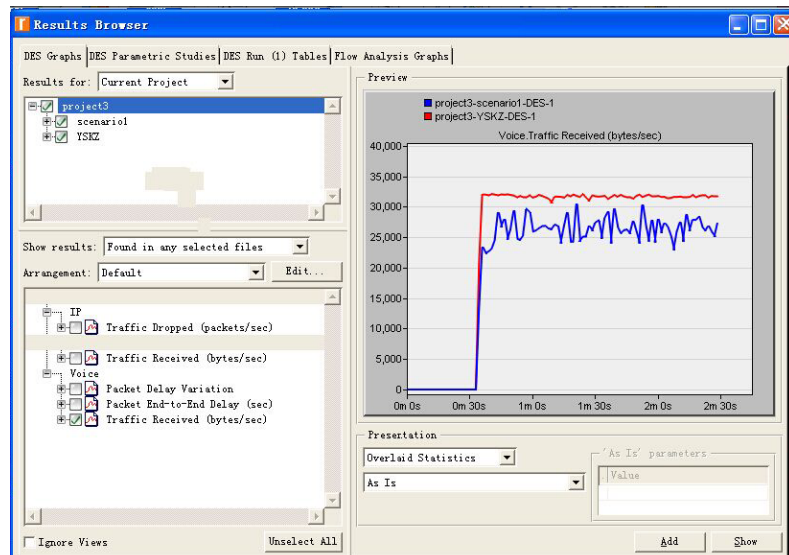 Results Browser
DES Graphs DES Parametric Studies DES Run (1) Tables Flow Analysis Graphs
Results for: Current Project
project3
scenario1
YSKZ
Show results: Found in any selected files
Arrangement: Default Edit...
IP
Traffic Dropped (packets/sec)
Traffic Received (bytes/sec)
Voice
Packet Delay Variation
Packet End-to-End Delay (sec)
Traffic Received (bytes/sec)
Ignore Views Unselect All
Preview
project3-scenario1-DES-1
project3-YSKZ-DES-1
Voice.Traffic Received (bytes/sec)
40,000
35,000
30,000
25,000
20,000
15,000
10,000
5,000
0
0m 0s 0m 30s 1m 0s 1m 30s 2m 0s 2m 30s
Presentation
Overlaid Statistics
As Is
'As Is' parameters
Value
Add Show